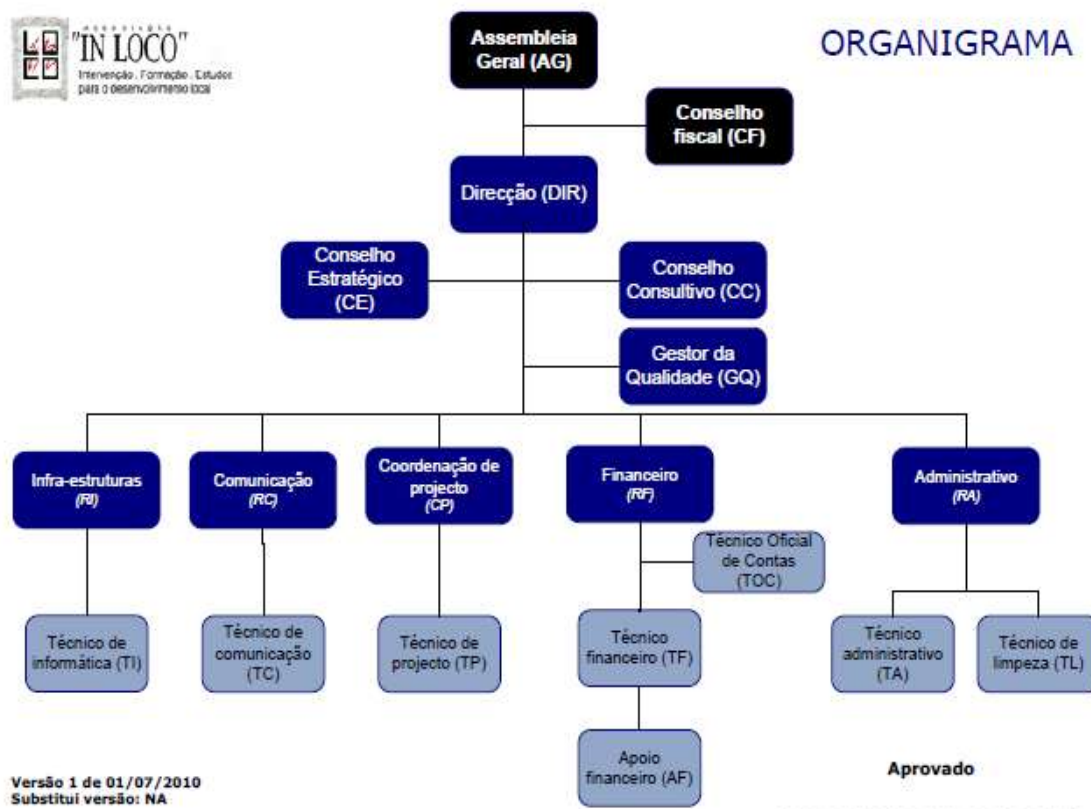 ASSOCIAÇÃO
"IN LOCO"
Intervenção . Formação . Estudos
para o desenvolvimento local
ORGANIGRAMA
Assembleia
Geral (AG)
Conselho
fiscal (CF)
Direcção (DIR)
Conselho
Estratégico
(CE)
Conselho
Consultivo (CC)
Gestor da
Qualidade (GQ)
Infra-estruturas
(RI)
Comunicação
(RC)
Coordenação de
projecto
(CP)
Financeiro
(RF)
Administrativo
(RA)
Técnico Oficial
de Contas
(TOC)
Técnico de
informática (TI)
Técnico de
comunicação
(TC)
Técnico de
projecto (TP)
Técnico
financeiro (TF)
Técnico
administrativo
(TA)
Técnico de
limpeza (TL)
Apoio
financeiro (AF)
Versão 1 de 01/07/2010
Substitui versão: NA
Aprovado